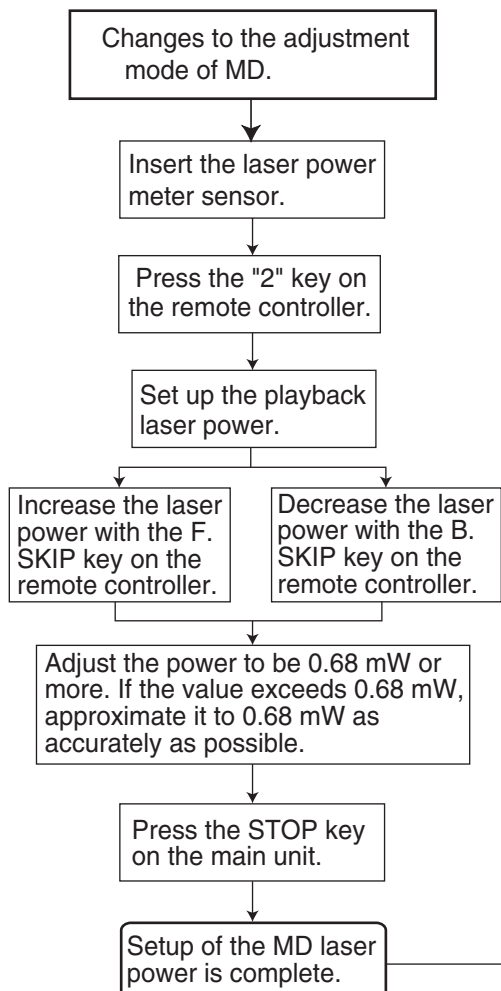 Changes to the adjustment
mode of MD.
Insert the laser power
meter sensor.
Press the "2" key on
the remote controller.
Set up the playback
laser power.
Increase the laser
power with the F.
SKIP key on the
remote controller.
Decrease the laser
power with the B.
SKIP key on the
remote controller.
Adjust the power to be 0.68 mW or
more. If the value exceeds 0.68 mW,
approximate it to 0.68 mW as
accurately as possible.
Press the STOP key
on the main unit.
Setup of the MD laser
power is complete.